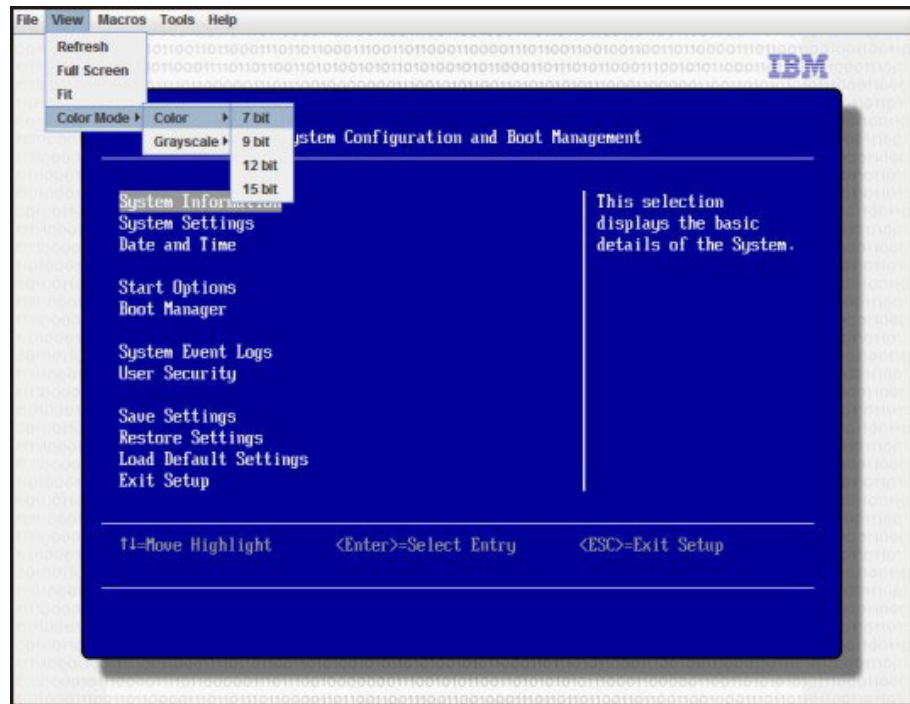 File View Macros Tools Help
Refresh
Full Screen
Fit
Color Mode Color 7 bit
Grayscale 9 bit
12 bit
15 bit
IBM
System Configuration and Boot Management
System Information
System Settings
Date and Time
Start Options
Boot Manager
System Event Logs
User Security
Save Settings
Restore Settings
Load Default Settings
Exit Setup
This selection
displays the basic
details of the System.
↑↓=Move Highlight <Enter>=Select Entry <ESC>=Exit Setup